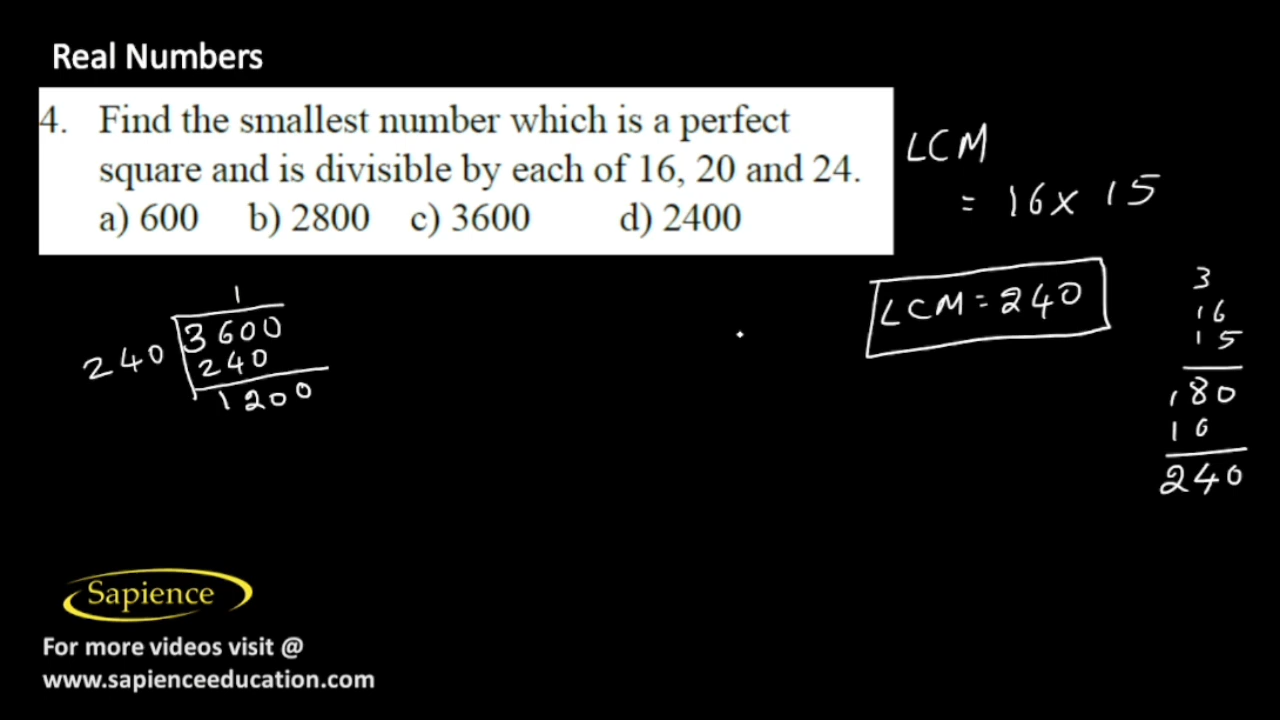 Real Numbers
4. Find the smallest number which is a perfect
square and is divisible by each of 16, 20 and 24.
a) 600 b) 2800 c) 3600 d) 2400
LCM
= 16 x 15
LCM = 240
1
240 3600
240
1200
3
16
15
180
16
240
Sapience
For more videos visit @
www.sapienceeducation.com